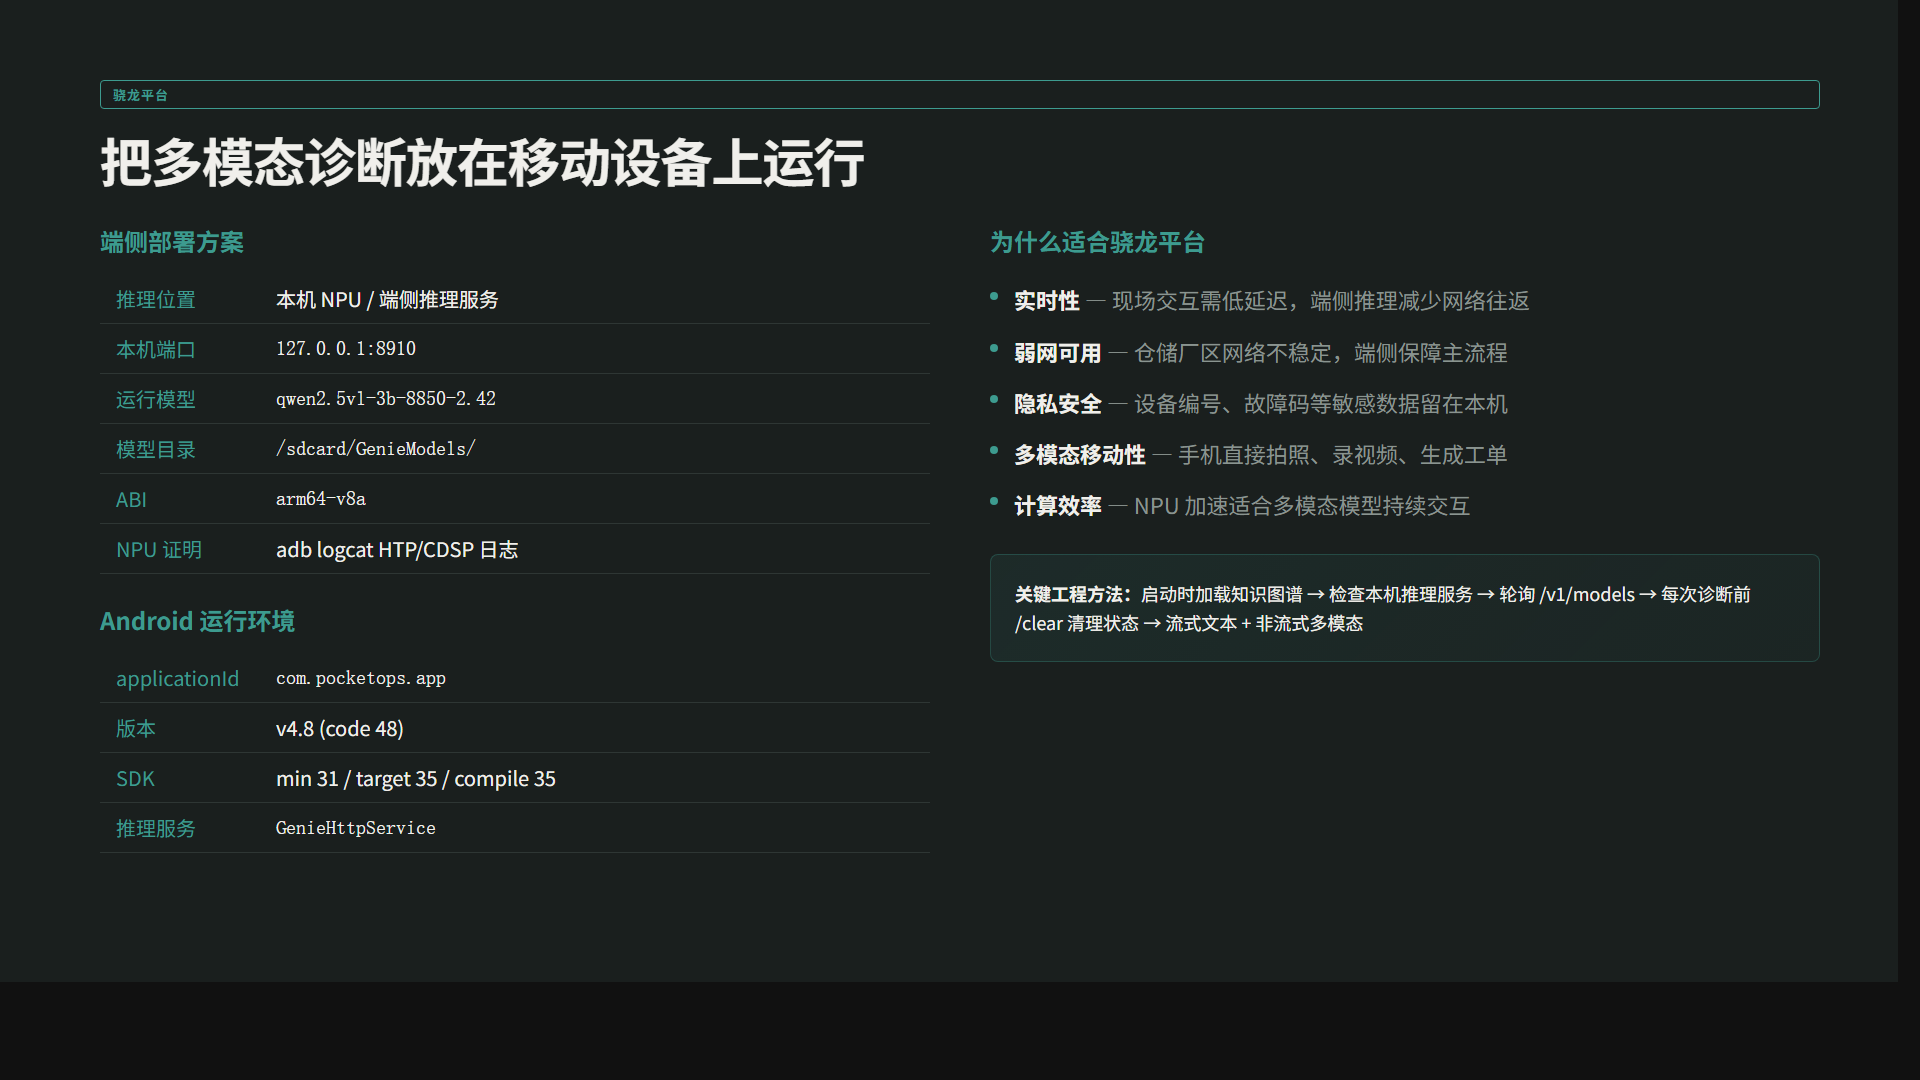 骁龙平台
把多模态诊断放在移动设备上运行
端侧部署方案
推理位置 本机 NPU / 端侧推理服务
本机端口 127.0.0.1:8910
运行模型 qwen2.5vl-3b-8850-2.42
模型目录 /sdcard/GenieModels/
ABI arm64-v8a
NPU 证明 adb logcat HTP/CDSP 日志
Android 运行环境
applicationId com.pocketops.app
版本 v4.8 (code 48)
SDK min 31 / target 35 / compile 35
推理服务 GenieHttpService
为什么适合骁龙平台
实时性 — 现场交互需低延迟，端侧推理减少网络往返
弱网可用 — 仓储厂区网络不稳定，端侧保障主流程
隐私安全 — 设备编号、故障码等敏感数据留在本机
多模态移动性 — 手机直接拍照、录视频、生成工单
计算效率 — NPU 加速适合多模态模型持续交互
关键工程方法：启动时加载知识图谱 → 检查本机推理服务 → 轮询 /v1/models → 每次诊断前
/clear 清理状态 → 流式文本 + 非流式多模态